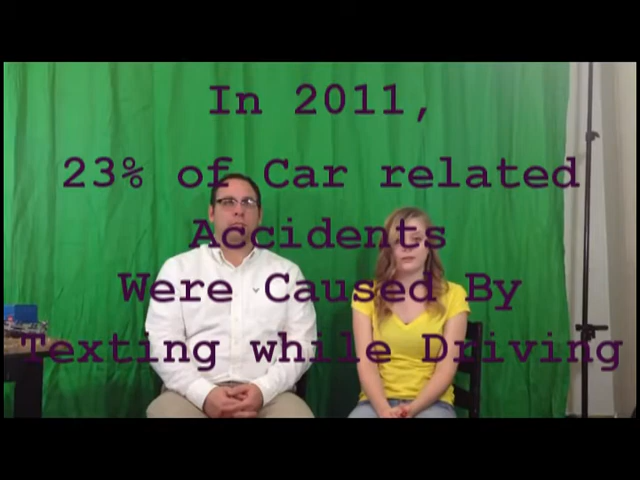 In 2011,
23% of Car related
Accidents
Were Caused By
Texting while Driving